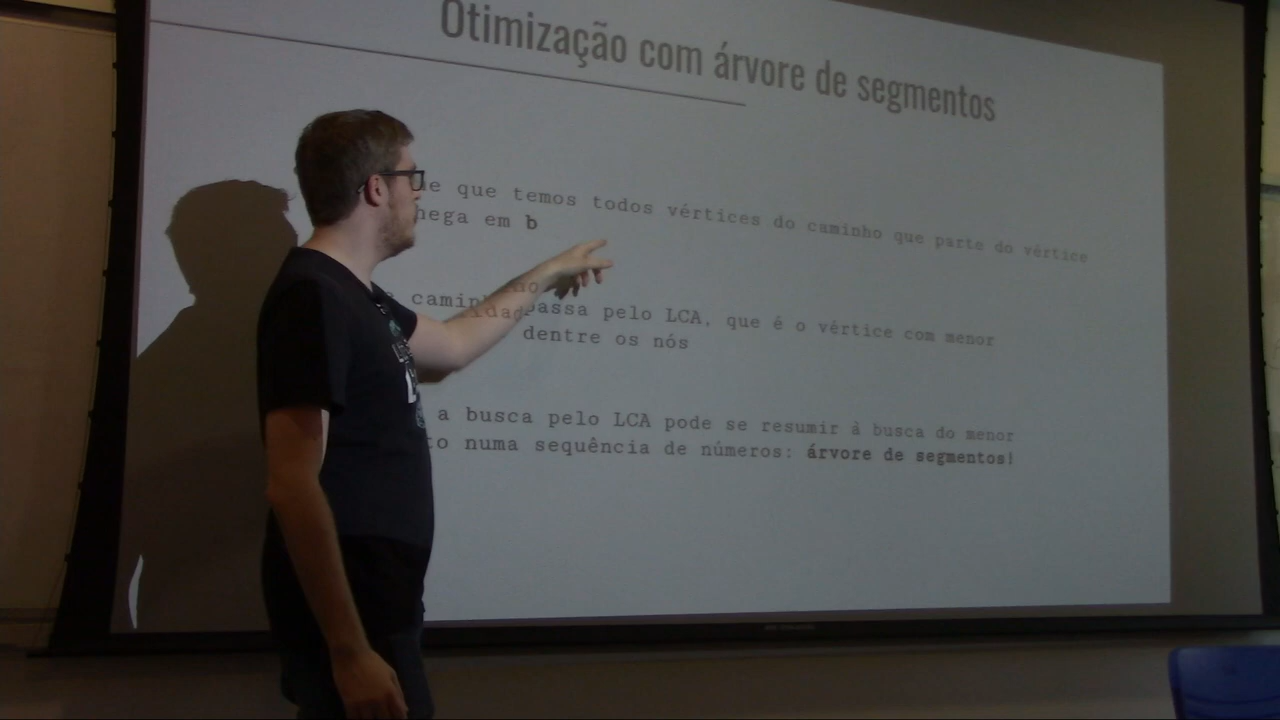 Otimização com árvore de segmentos
que temos todos vértices do caminho que parte do vértice
em b
passa pelo LCA, que é o vértice com menor
dentre os nós
a busca pelo LCA pode se resumir à busca do menor
numa sequência de números: árvore de segmentos!